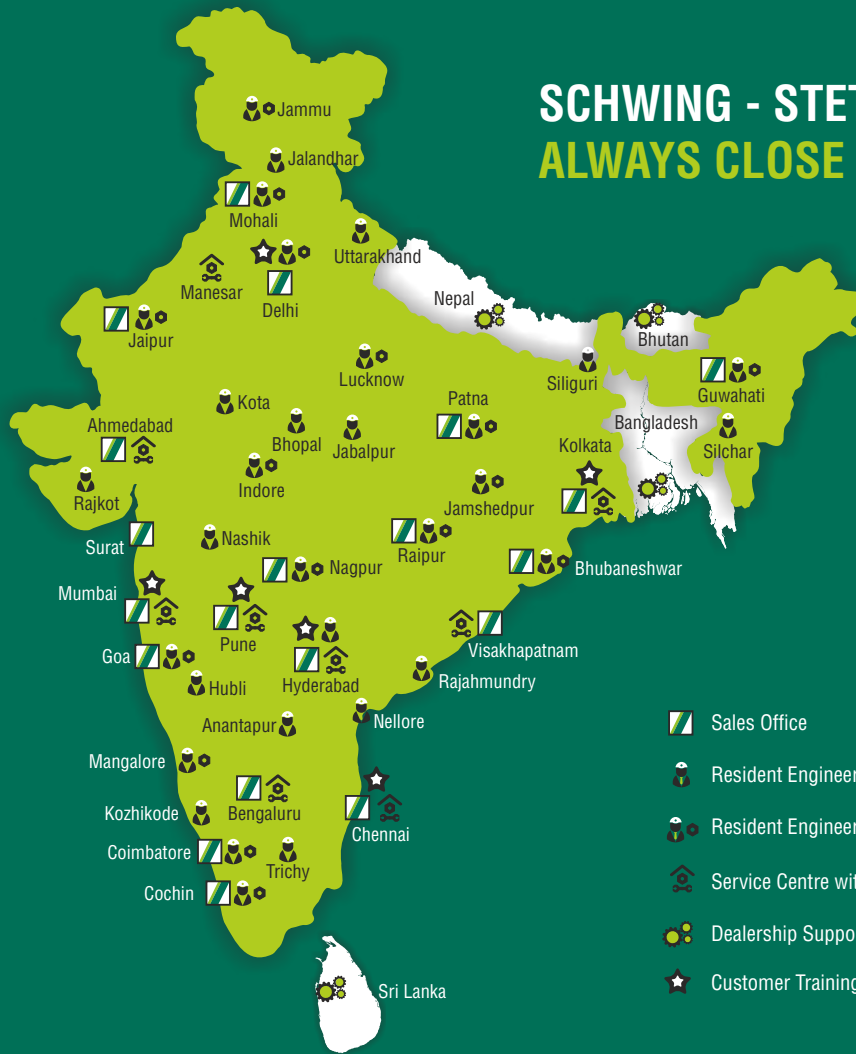 SCHWING - STET
ALWAYS CLOSE
Jammu
Jalandhar
Mohali
Uttarakhand
Manesar
Delhi
Nepal
Jaipur
Bhutan
Lucknow
Siliguri
Guwahati
Kota
Patna
Ahmedabad
Bhopal
Jabalpur
Bangladesh
Kolkata
Silchar
Indore
Rajkot
Jamshedpur
Surat
Nashik
Raipur
Nagpur
Bhubaneshwar
Mumbai
Pune
Visakhapatnam
Goa
Hyderabad
Rajahmundry
Hubli
Anantapur
Nellore
Sales Office
Mangalore
Resident Engineer
Bengaluru
Kozhikode
Chennai
Resident Engineer
Coimbatore
Trichy
Service Centre wit
Cochin
Dealership Suppo
Customer Training
Sri Lanka